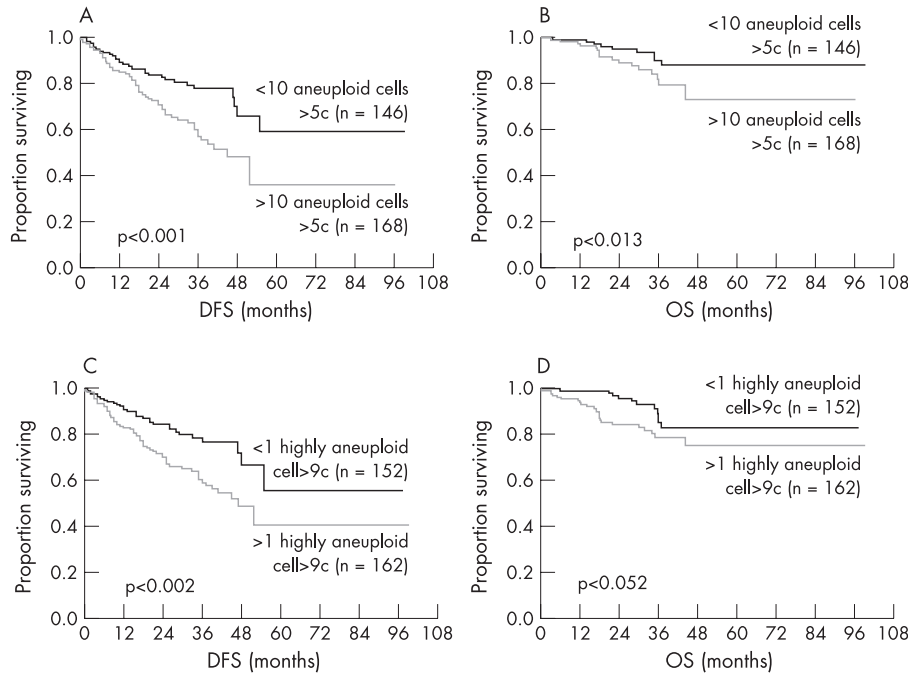 A
Proportion surviving
1.0
0.8
0.6
0.4
0.2
0.0
<10 aneuploid cells
>5c (n = 146)
>10 aneuploid cells
>5c (n = 168)
p<0.001
0 12 24 36 48 60 72 84 96 108
DFS (months)
B
Proportion surviving
1.0
0.8
0.6
0.4
0.2
0.0
<10 aneuploid cells
>5c (n = 146)
>10 aneuploid cells
>5c (n = 168)
p<0.013
0 12 24 36 48 60 72 84 96 108
OS (months)
C
Proportion surviving
1.0
0.8
0.6
0.4
0.2
0.0
<1 highly aneuploid
cell>9c (n = 152)
>1 highly aneuploid
cell>9c (n = 162)
p<0.002
0 12 24 36 48 60 72 84 96 108
DFS (months)
D
Proportion surviving
1.0
0.8
0.6
0.4
0.2
0.0
<1 highly aneuploid
cell>9c (n = 152)
>1 highly aneuploid
cell>9c (n = 162)
p<0.052
0 12 24 36 48 60 72 84 96 108
OS (months)